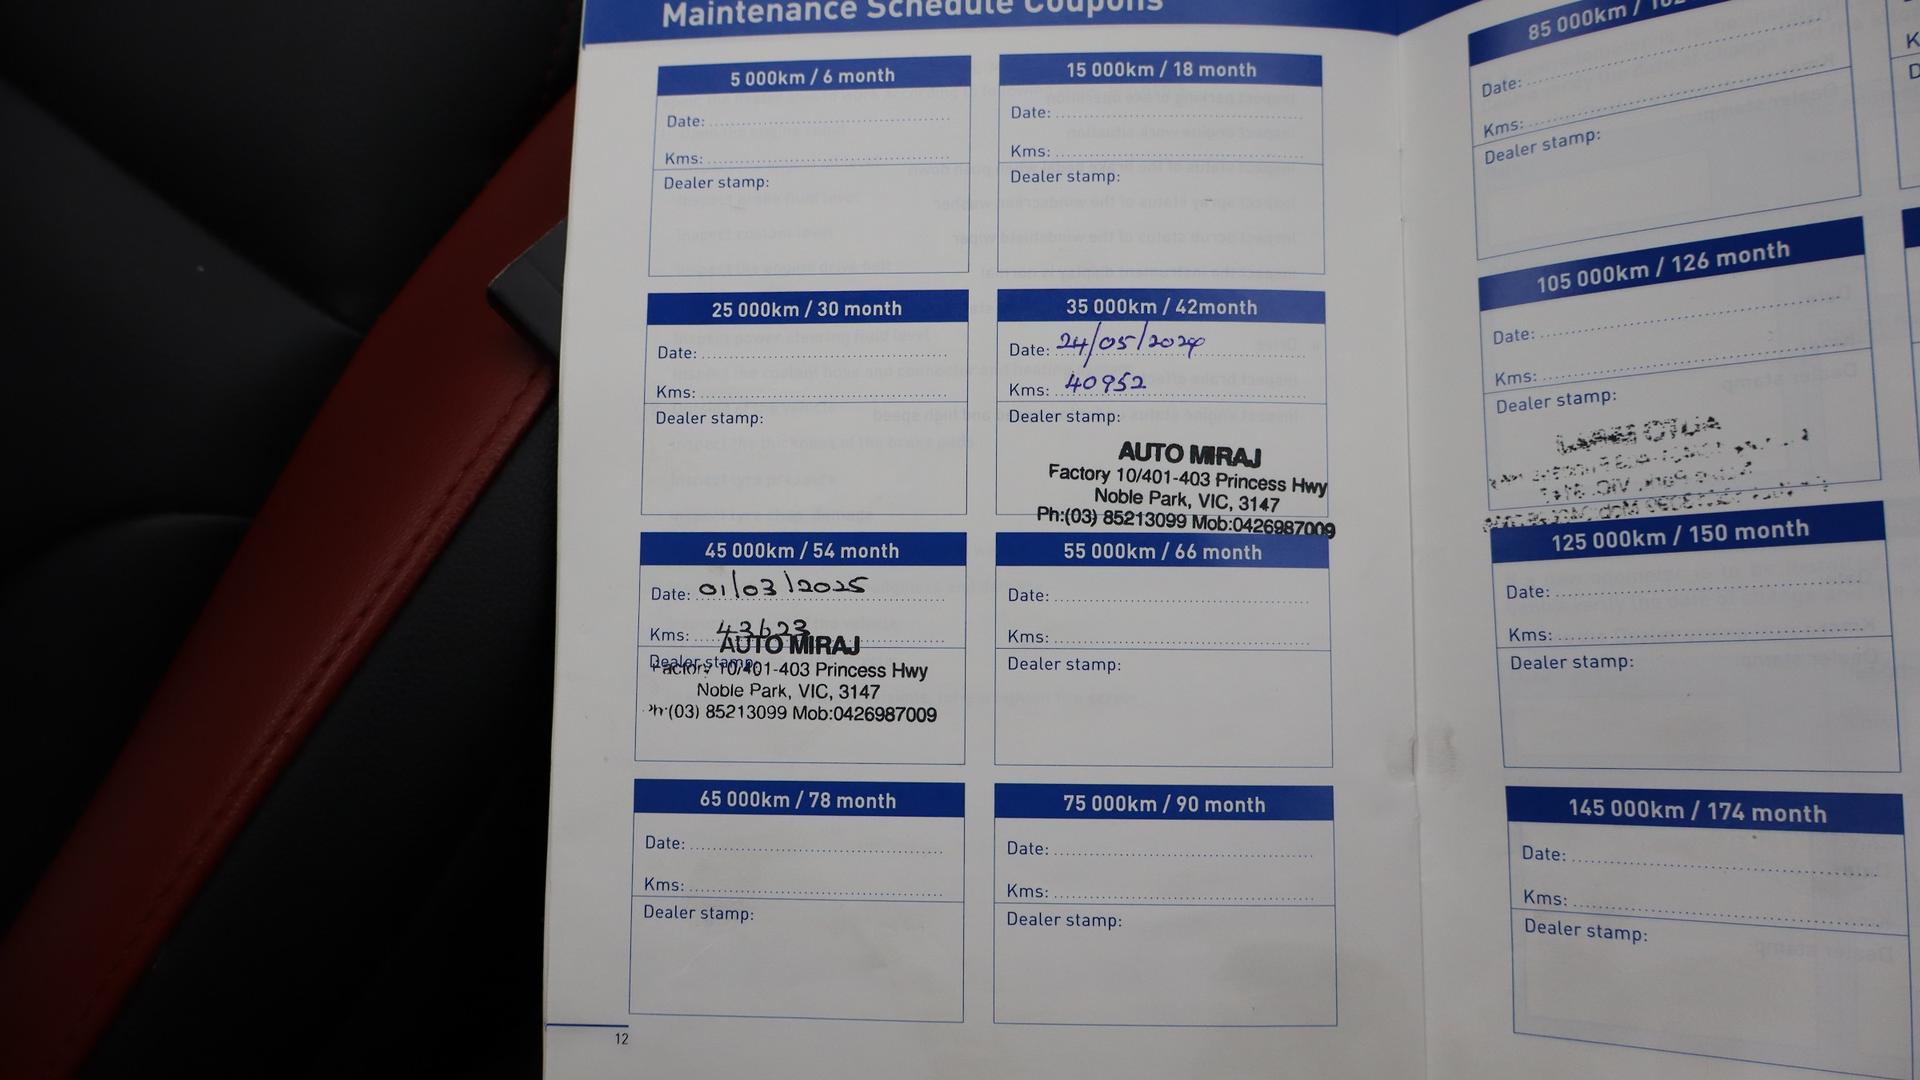 Maintenance Schedule Coupons
5 000km / 6 month
Date:
Kms:
Dealer stamp:
15 000km / 18 month
Date:
Kms:
Dealer stamp:
25 000km / 30 month
Date:
Kms:
Dealer stamp:
35 000km / 42month
Date: 24/05/2024
Kms: 40952
Dealer stamp:
AUTO MIRAJ
Factory 10/401-403 Princess Hwy
Noble Park, VIC, 3147
Ph:(03) 85213099 Mob:0426987009
45 000km / 54 month
Date: 01/03/2025
Kms: 43623
Dealer stamp:
AUTO MIRAJ
Factory 10/401-403 Princess Hwy
Noble Park, VIC, 3147
Ph:(03) 85213099 Mob:0426987009
55 000km / 66 month
Date:
Kms:
Dealer stamp:
65 000km / 78 month
Date:
Kms:
Dealer stamp:
75 000km / 90 month
Date:
Kms:
Dealer stamp:
12
85 000km /
Date:
Kms:
Dealer stamp:
105 000km / 126 month
Date:
Kms:
Dealer stamp:
125 000km / 150 month
Date:
Kms:
Dealer stamp:
145 000km / 174 month
Date:
Kms:
Dealer stamp: